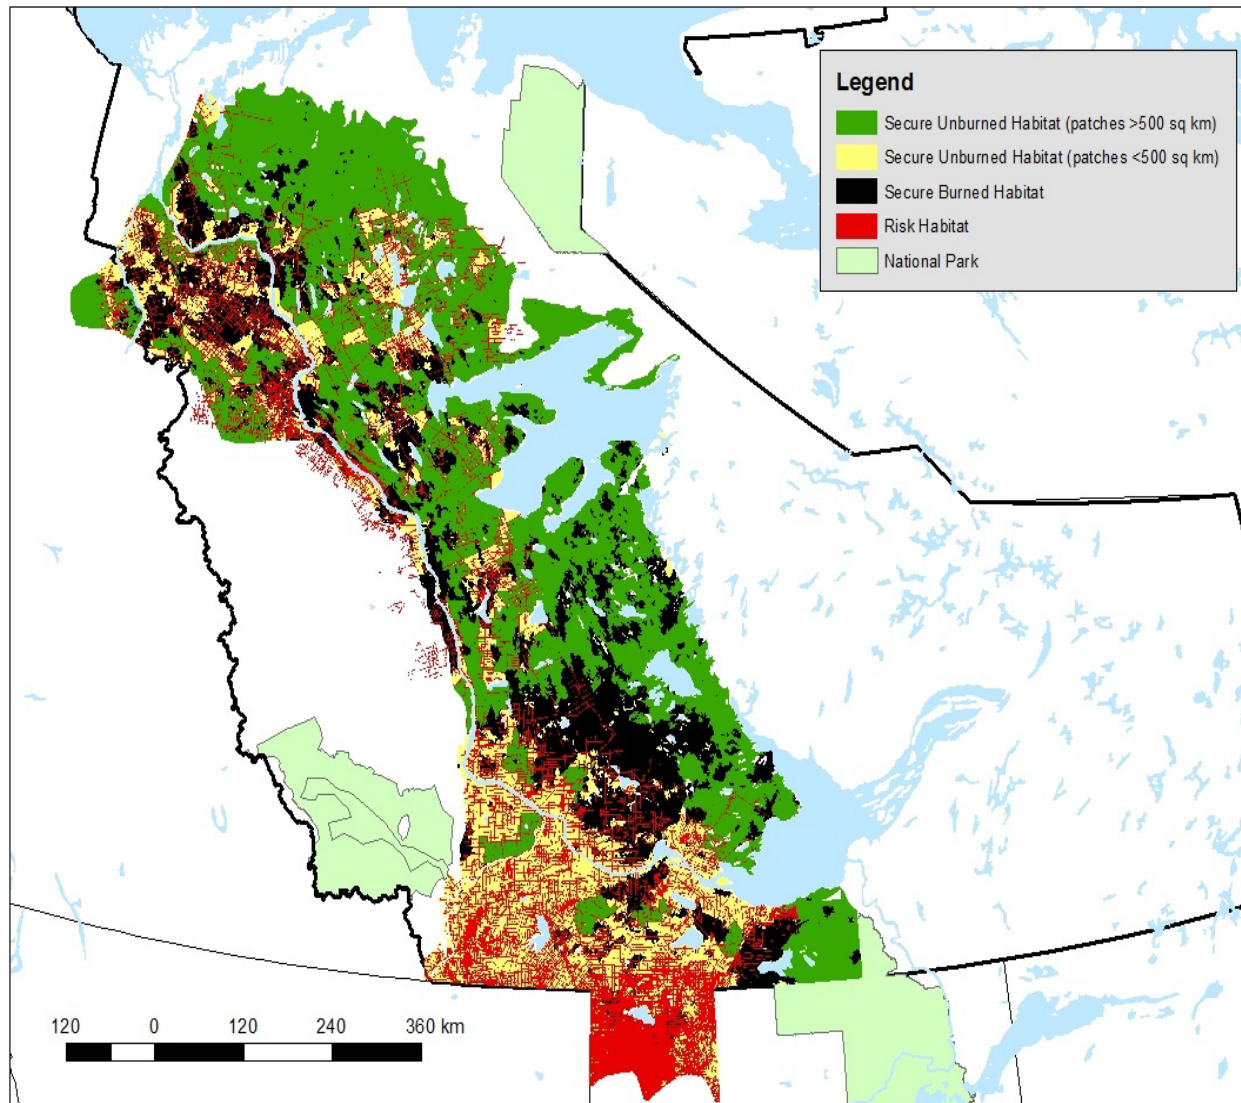 Legend
Secure Unburned Habitat (patches >500 sq km)
Secure Unburned Habitat (patches <500 sq km)
Secure Burned Habitat
Risk Habitat
National Park
120 0 120 240 360 km